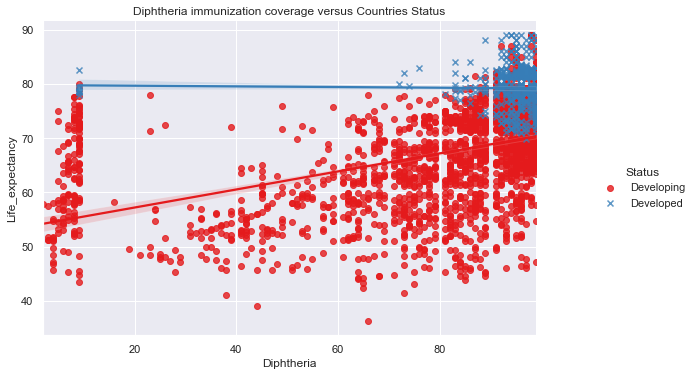 Diphtheria immunization coverage versus Countries Status
90
80
70
60
50
40
Life_expectancy
20
40
60
80
Diphtheria
Status
Developing
Developed